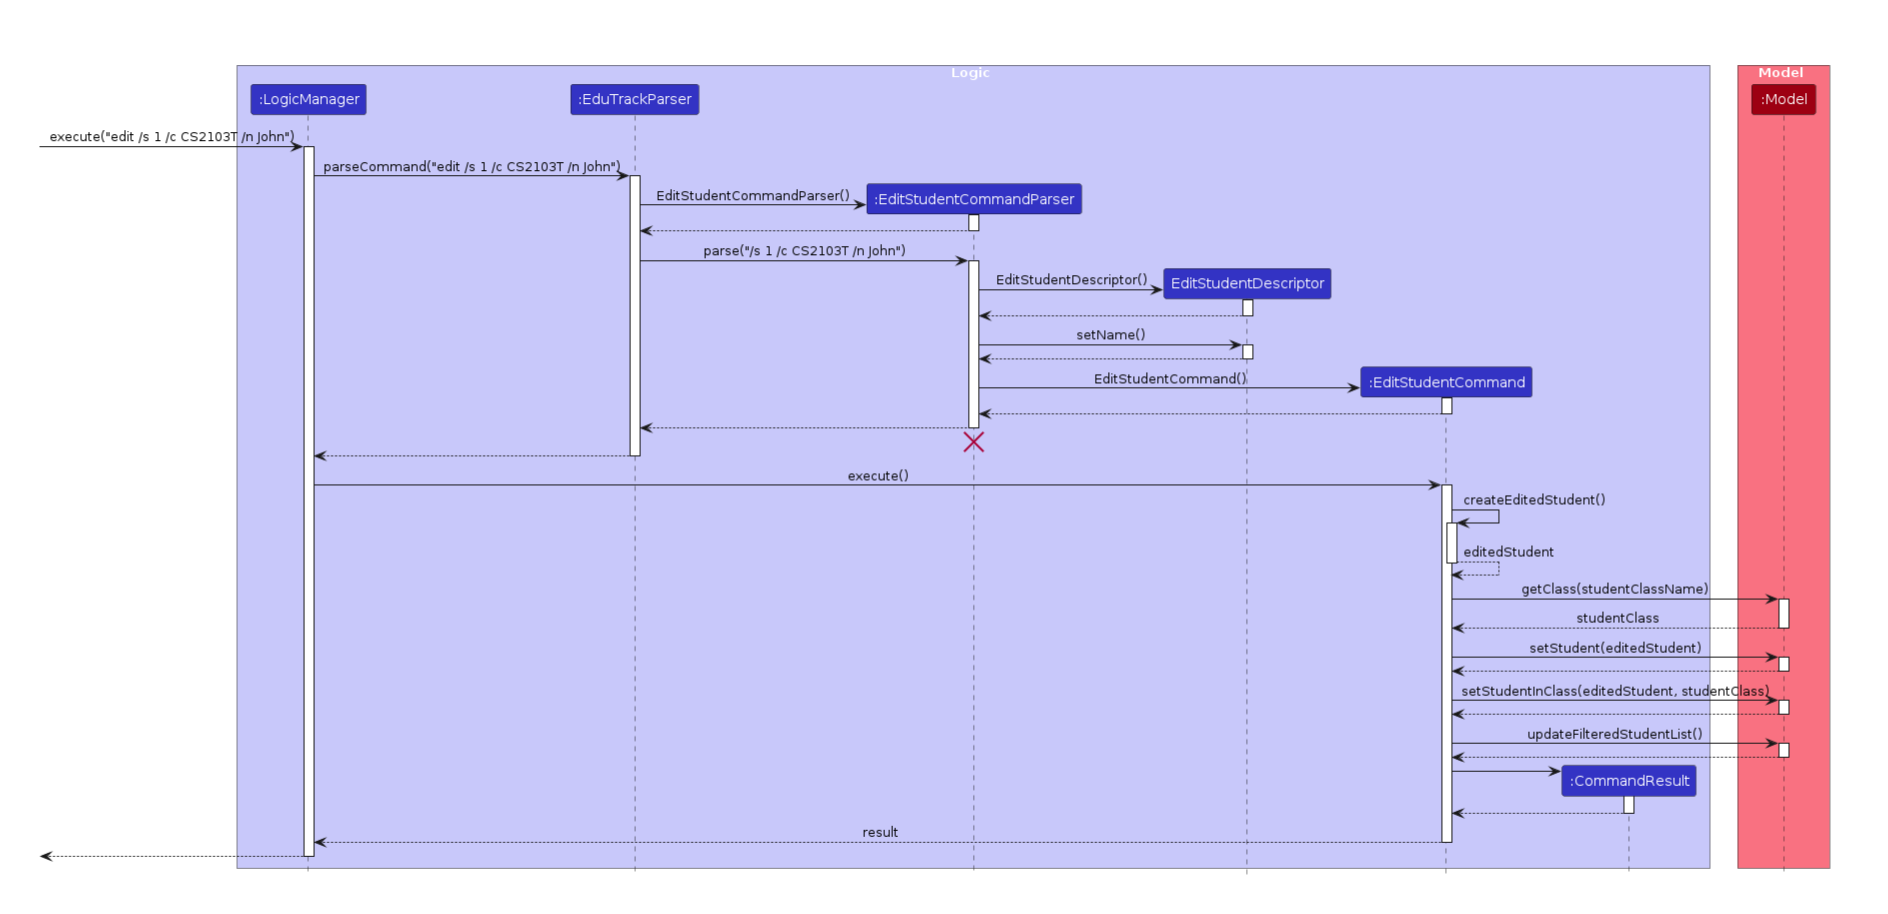 Logic
Model
:LogicManager
:EduTrackParser
:Model
execute("edit /s 1 /c CS2103T /n John")
parseCommand("edit /s 1 /c CS2103T /n John")
EditStudentCommandParser()
:EditStudentCommandParser
parse("/s 1 /c CS2103T /n John")
EditStudentDescriptor()
EditStudentDescriptor
setName()
EditStudentCommand()
:EditStudentCommand
execute()
createEditedStudent()
editedStudent
getClass(studentClassName)
studentClass
setStudent(editedStudent)
setStudentInClass(editedStudent, studentClass)
updateFilteredStudentList()
:CommandResult
result